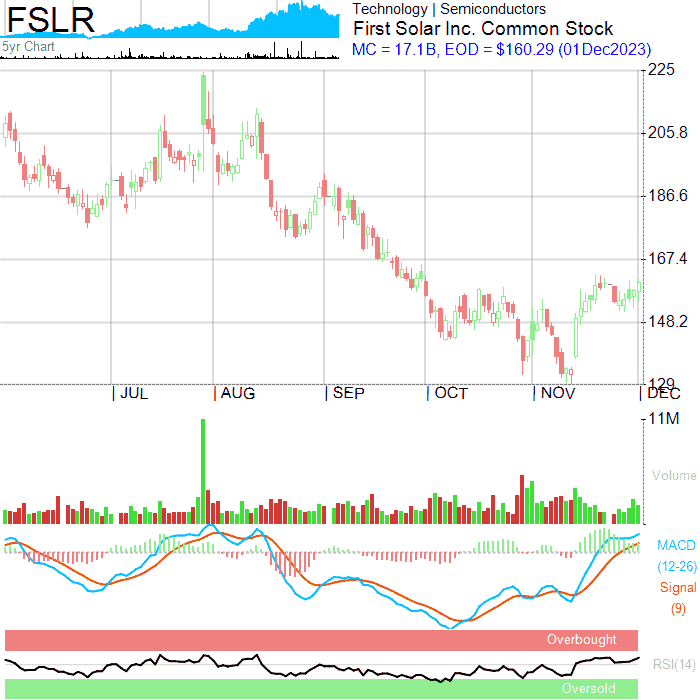 FSLR
5yr Chart
Technology | Semiconductors
First Solar Inc. Common Stock
MC = 17.1B, EOD = $160.29 (01Dec2023)
225
205.8
186.6
167.4
148.2
129
| JUL | AUG | SEP | OCT | NOV | DEC
11M
Volume
MACD
(12-26)
Signal
(9)
Overbought
RSI(14)
Oversold